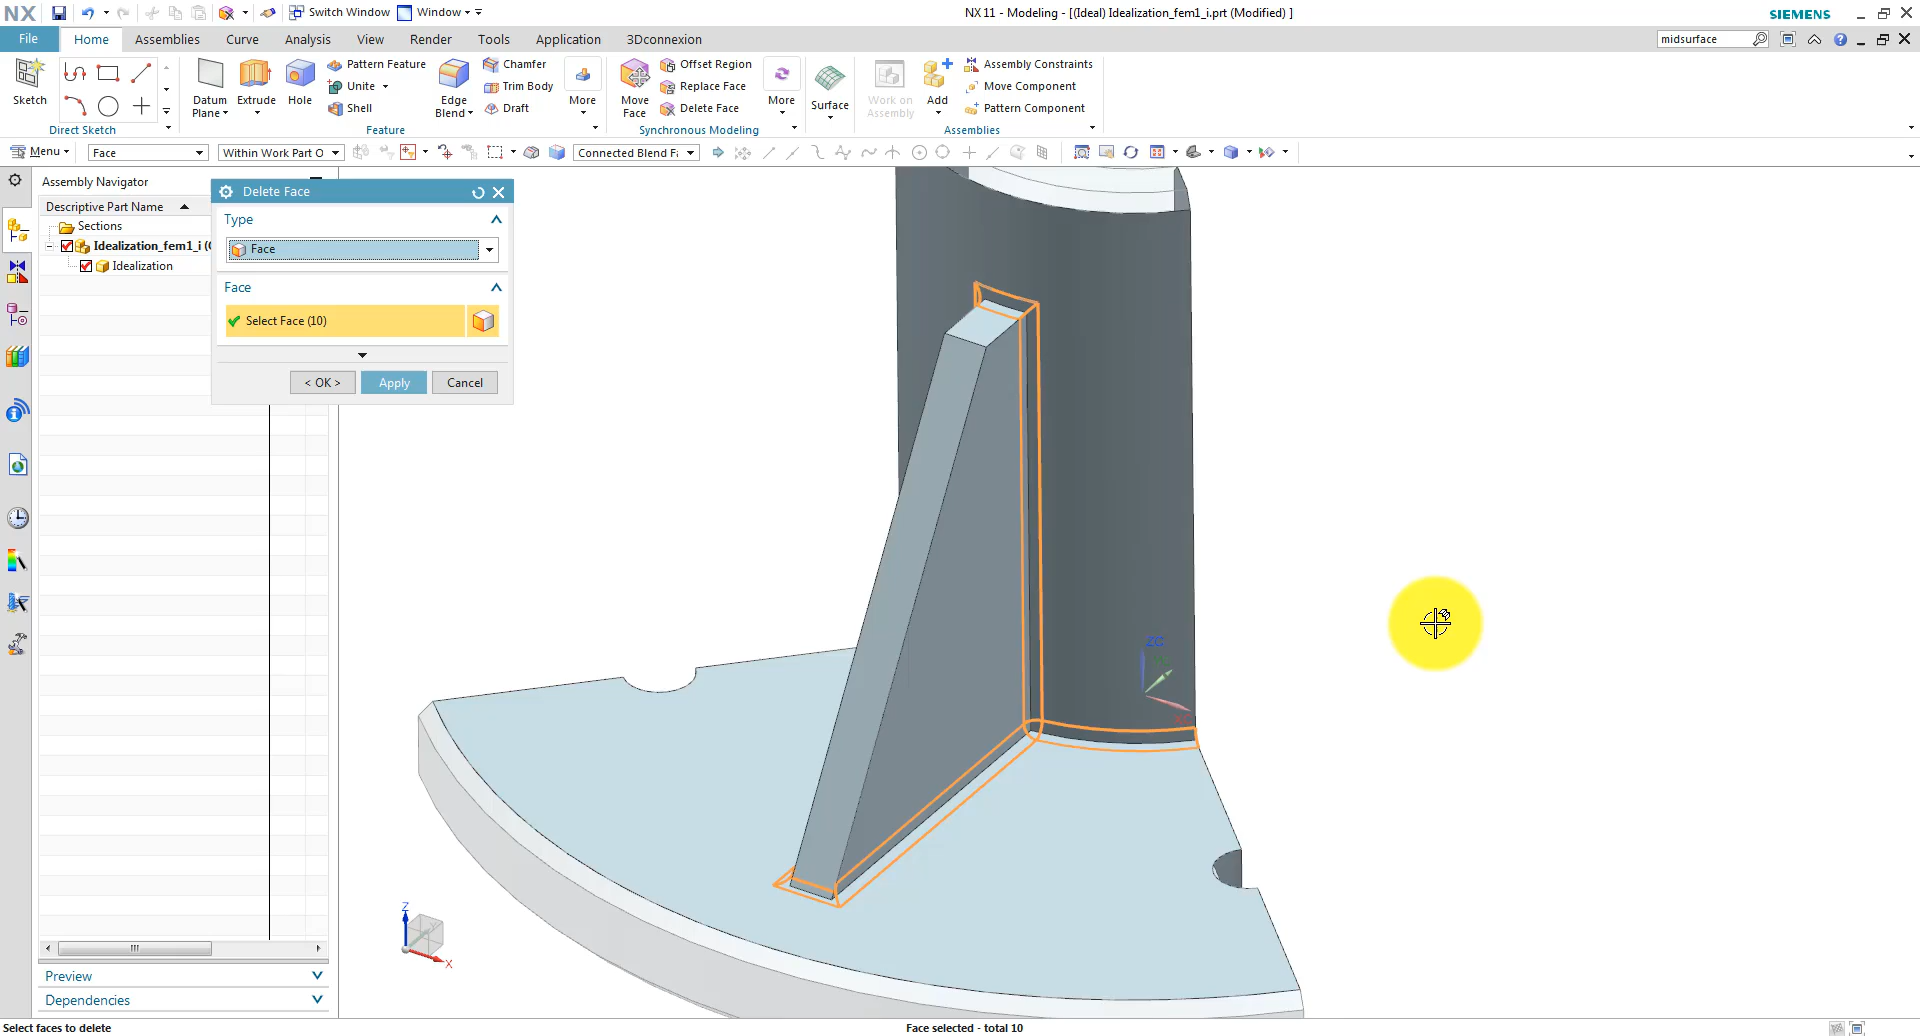 NX
Switch Window
Window
NX 11 - Modeling - [(Ideal) Idealization_fem1_i.prt (Modified) ]
SIEMENS
File
Home
Assemblies
Curve
Analysis
View
Render
Tools
Application
3Dconnexion
midsurface
Sketch
Direct Sketch
Datum Plane
Extrude
Hole
Pattern Feature
Unite
Shell
Edge Blend
Chamfer
Trim Body
Draft
More
Feature
Move Face
Offset Region
Replace Face
Delete Face
More
Synchronous Modeling
Surface
Work on Assembly
Add
Assembly Constraints
Move Component
Pattern Component
Assemblies
Menu
Face
Within Work Part O
Connected Blend Fa
Assembly Navigator
Descriptive Part Name
Sections
Idealization_fem1_i (
Idealization
Delete Face
Type
Face
Face
Select Face (10)
< OK >
Apply
Cancel
ZC
XC
Z
X
Preview
Dependencies
Select faces to delete
Face selected - total 10